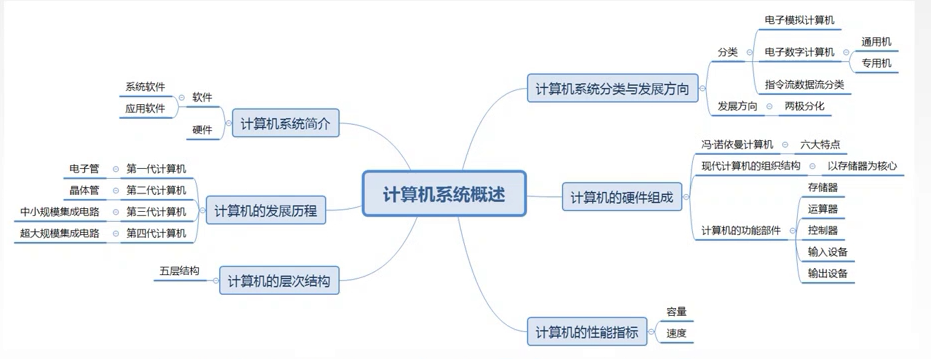 计算机系统概述
计算机系统分类与发展方向
分类
电子模拟计算机
电子数字计算机
通用机
专用机
指令流数据流分类
发展方向
两极分化
计算机的硬件组成
冯·诺依曼计算机
六大特点
现代计算机的组织结构
以存储器为核心
计算机的功能部件
存储器
运算器
控制器
输入设备
输出设备
计算机的性能指标
容量
速度
计算机系统简介
软件
系统软件
应用软件
硬件
计算机的发展历程
第一代计算机
电子管
第二代计算机
晶体管
第三代计算机
中小规模集成电路
第四代计算机
超大规模集成电路
计算机的层次结构
五层结构